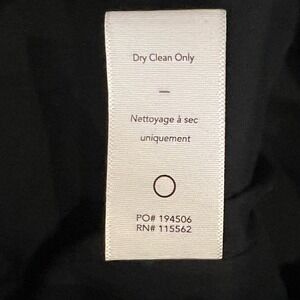 Dry Clean Only
—
Nettoyage à sec
uniquement
PO# 194506
RN# 115562